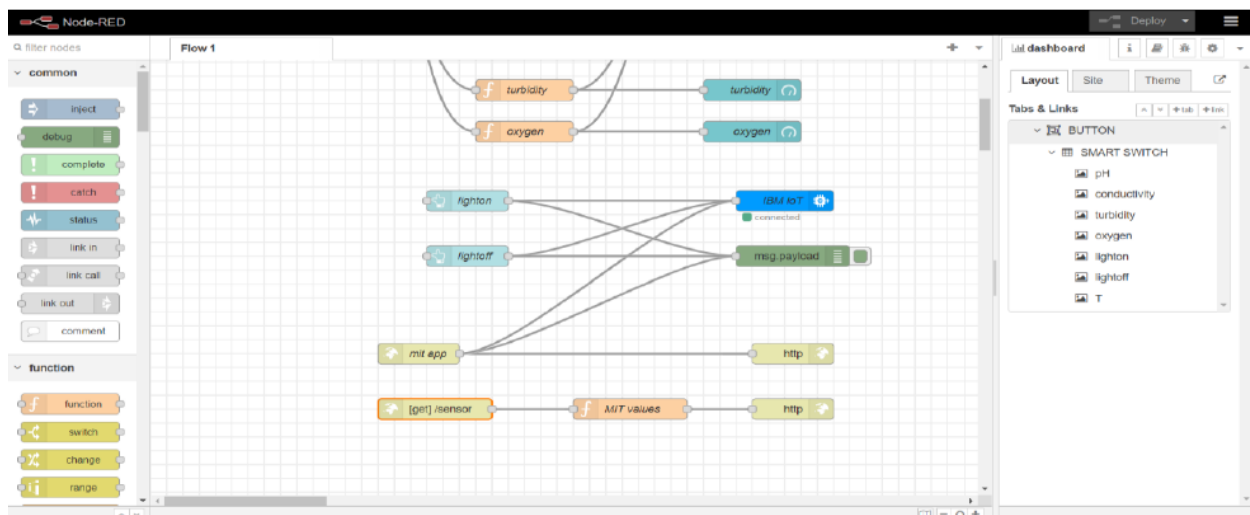 Node-RED
Deploy
filter nodes
Flow 1
dashboard
i
common
inject
debug
complete
catch
status
link in
link call
link out
comment
function
f function
switch
change
range
f turbidity
turbidity
f oxygen
oxygen
lighton
IBM IoT
connected
lightoff
msg.payload
mit app
http
[get] /sensor
f MIT values
http
Layout
Site
Theme
Tabs & Links
+tab
+link
BUTTON
SMART SWITCH
pH
conductivity
turbidity
oxygen
lighton
lightoff
T